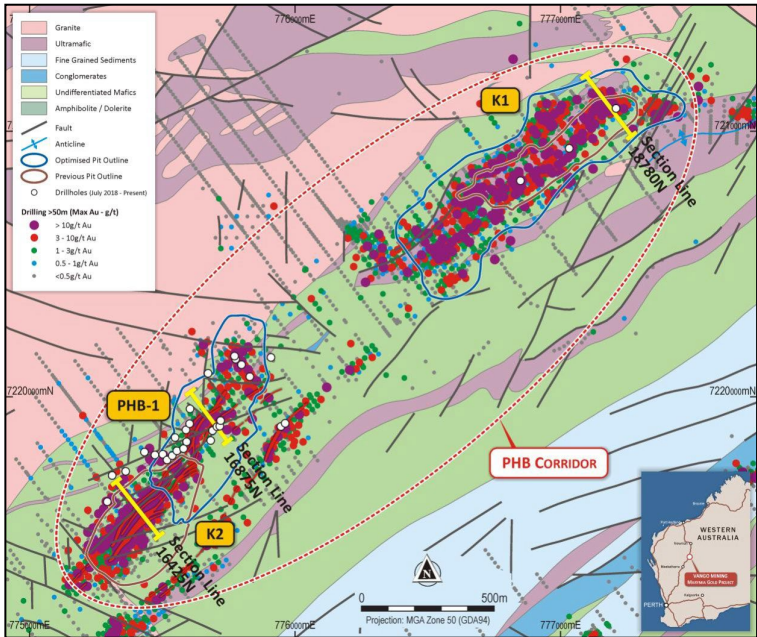 776000mE
777000mE
Granite
Ultramafic
Fine Grained Sediments
Conglomerates
Undifferentiated Mafics
Amphibolite / Dolerite
Fault
Anticline
Optimised Pit Outline
Previous Pit Outline
Drillholes (July 2018 - Present)
Drilling >50m (Max Au - g/t)
> 10g/t Au
3 - 10g/t Au
1 - 3g/t Au
0.5 - 1g/t Au
<0.5g/t Au
K1
Section Line
18780N
7220000mN
7220000mN
PHB-1
Section Line
16875N
PHB CORRIDOR
K2
Section Line
16425N
WESTERN
AUSTRALIA
VANGO MINING
MARYMIA GOLD PROJECT
PERTH
N
0
500m
Projection: MGA Zone 50 (GDA94)
775000mE
776000mE
777000mE